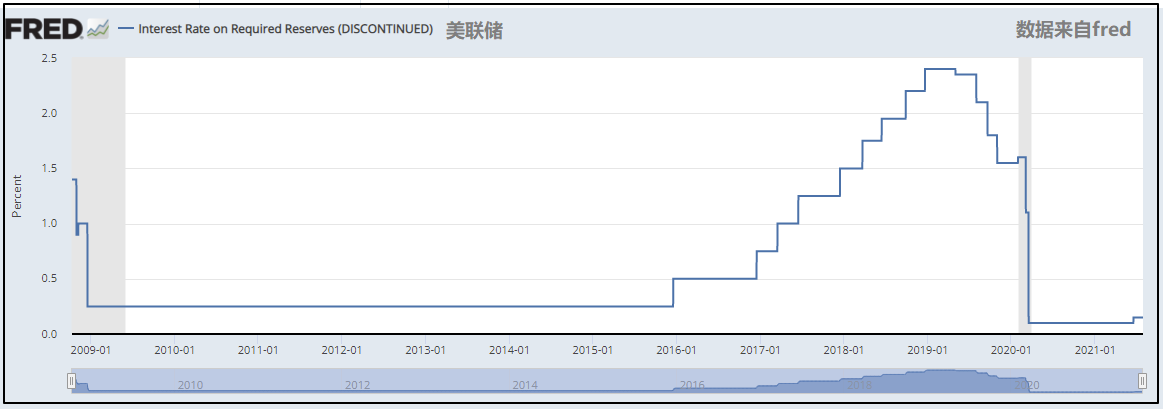 FRED Interest Rate on Required Reserves (DISCONTINUED) 美联储 数据来自fred
2.5
2.0
1.5
1.0
0.5
0.0
Percent
2009-01 2010-01 2011-01 2012-01 2013-01 2014-01 2015-01 2016-01 2017-01 2018-01 2019-01 2020-01 2021-01
2010 2012 2014 2016 2018 2020